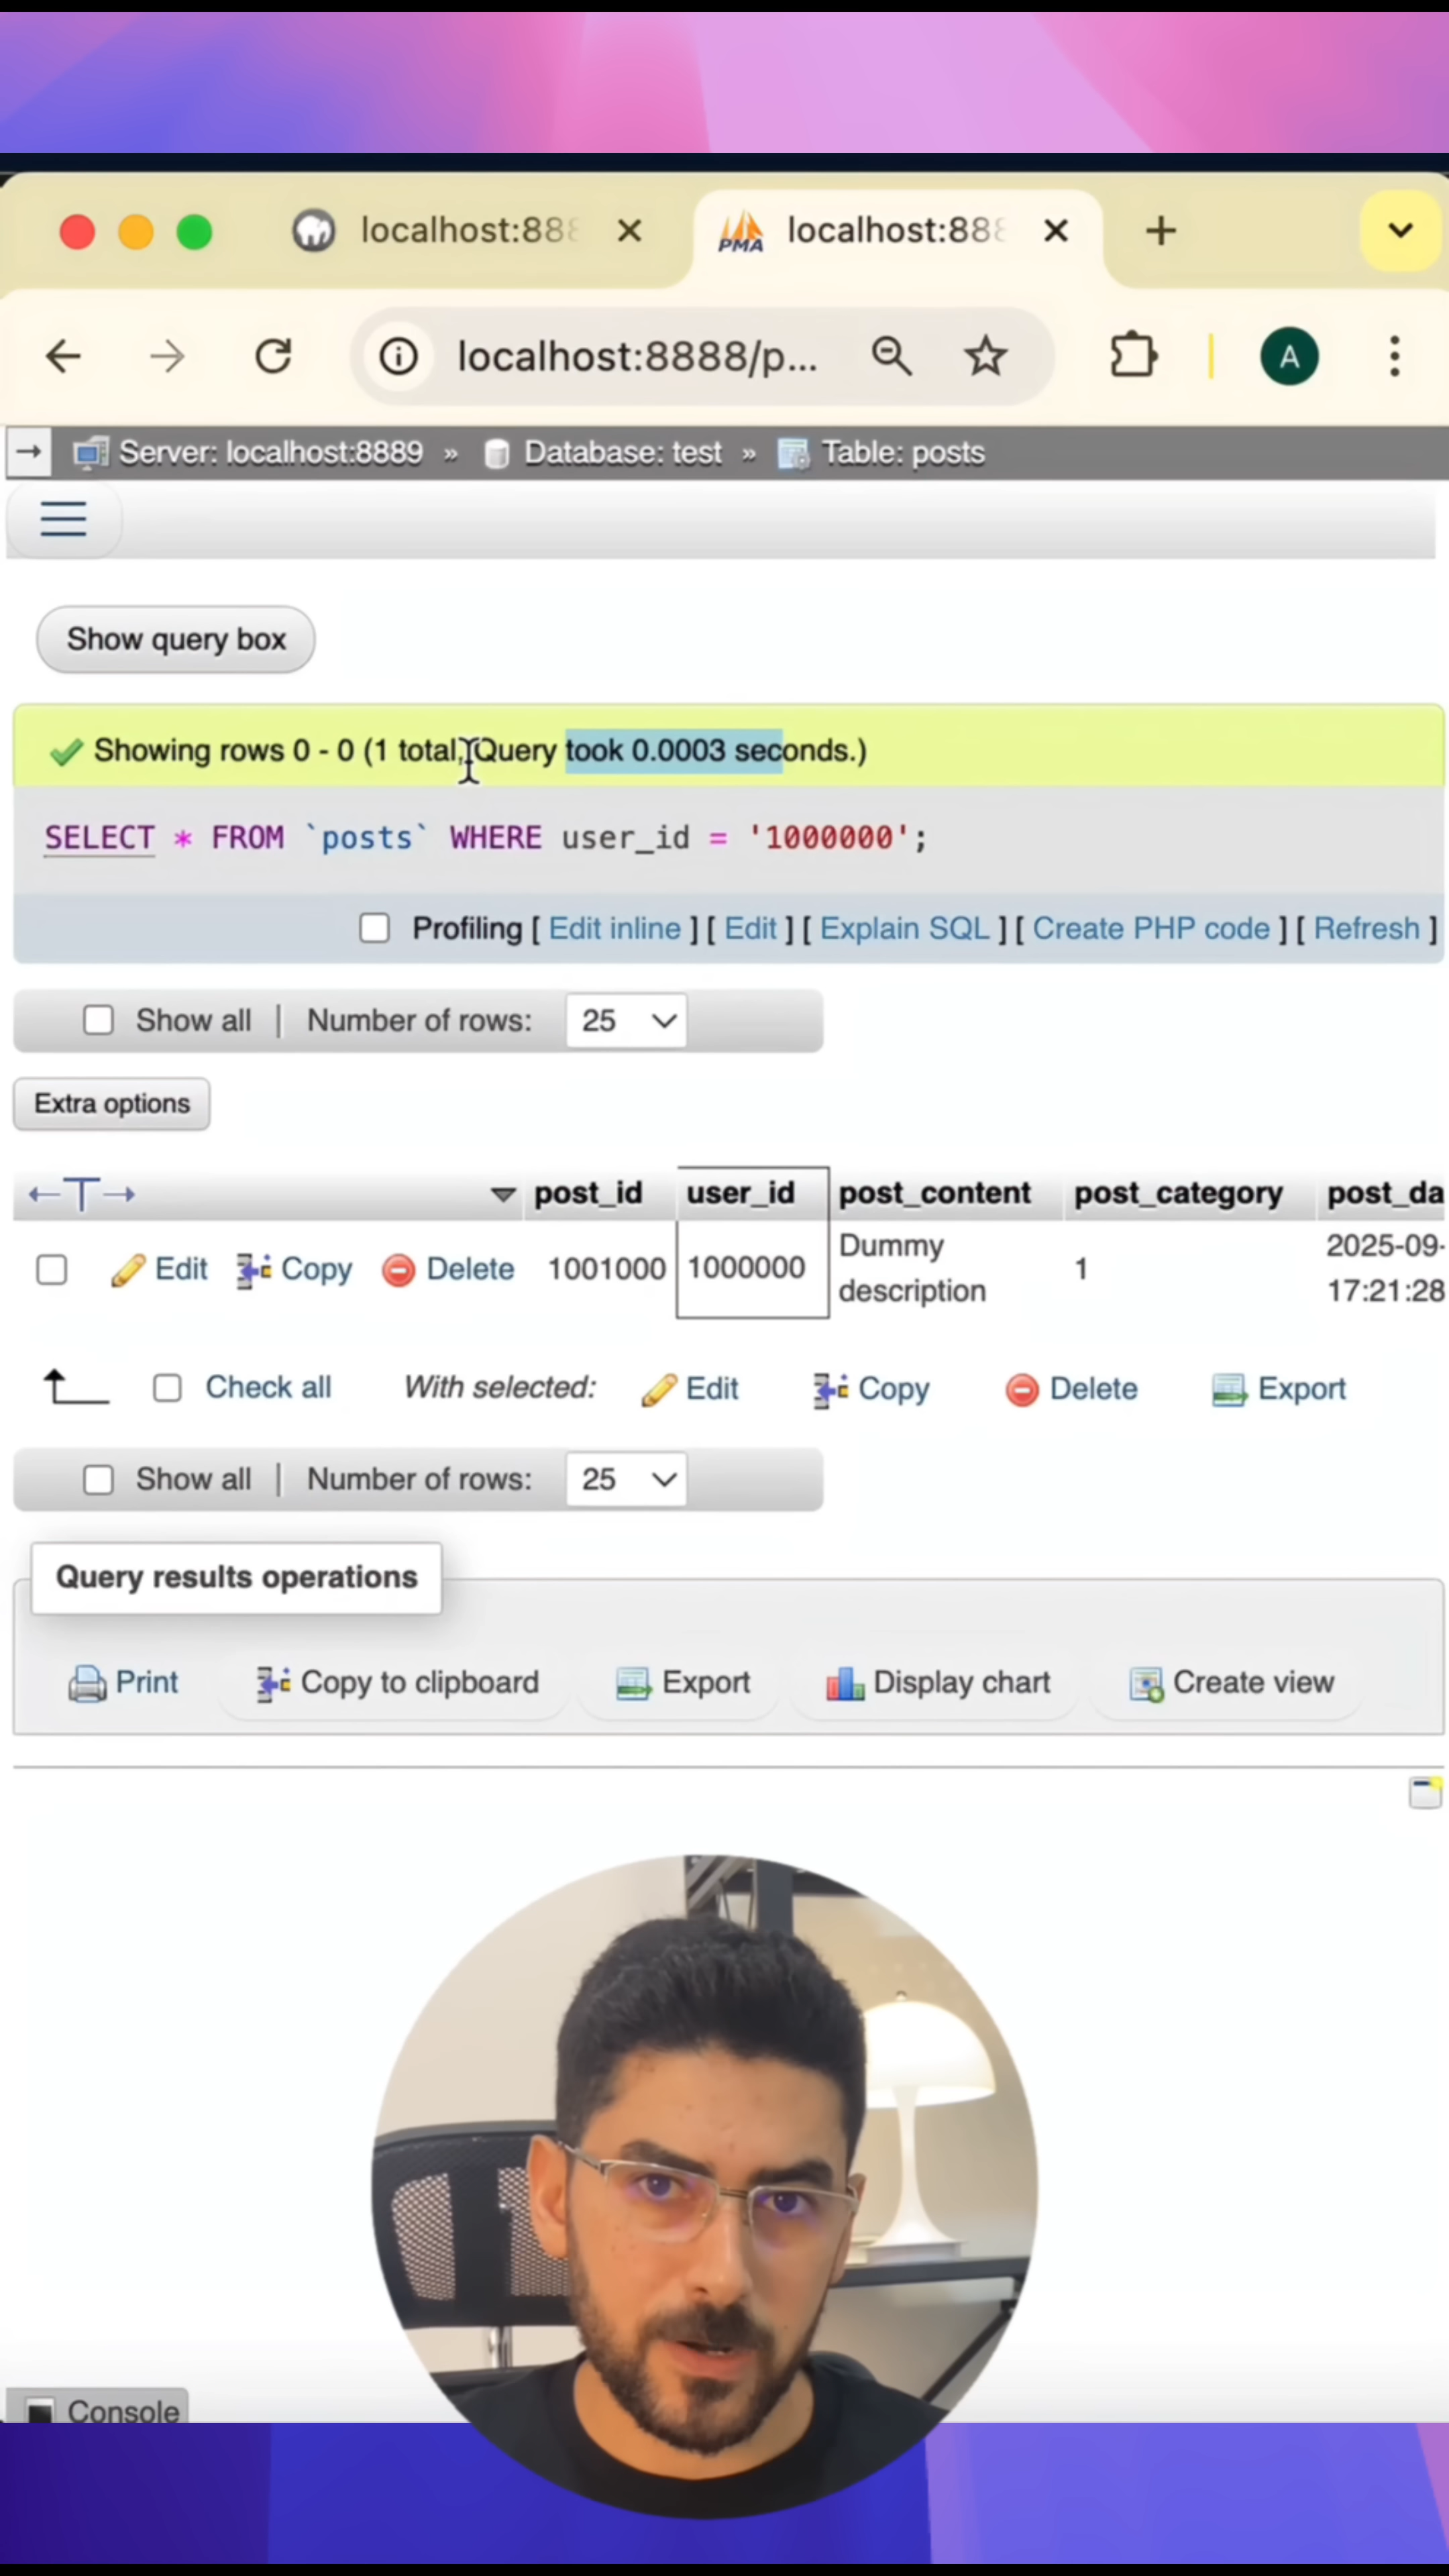 localhost:888
PMA
localhost:888
localhost:8888/p...
A
Server: localhost:8889 » Database: test » Table: posts
Show query box
Showing rows 0 - 0 (1 total, Query took 0.0003 seconds.)
SELECT * FROM `posts` WHERE user_id = '1000000';
Profiling [ Edit inline ] [ Edit ] [ Explain SQL ] [ Create PHP code ] [ Refresh ]
Show all | Number of rows: 25
Extra options
post_id user_id post_content post_category post_da
Edit Copy Delete 1001000 1000000 Dummy description 1 2025-09- 17:21:28
Check all With selected: Edit Copy Delete Export
Show all | Number of rows: 25
Query results operations
Print Copy to clipboard Export Display chart Create view
Console